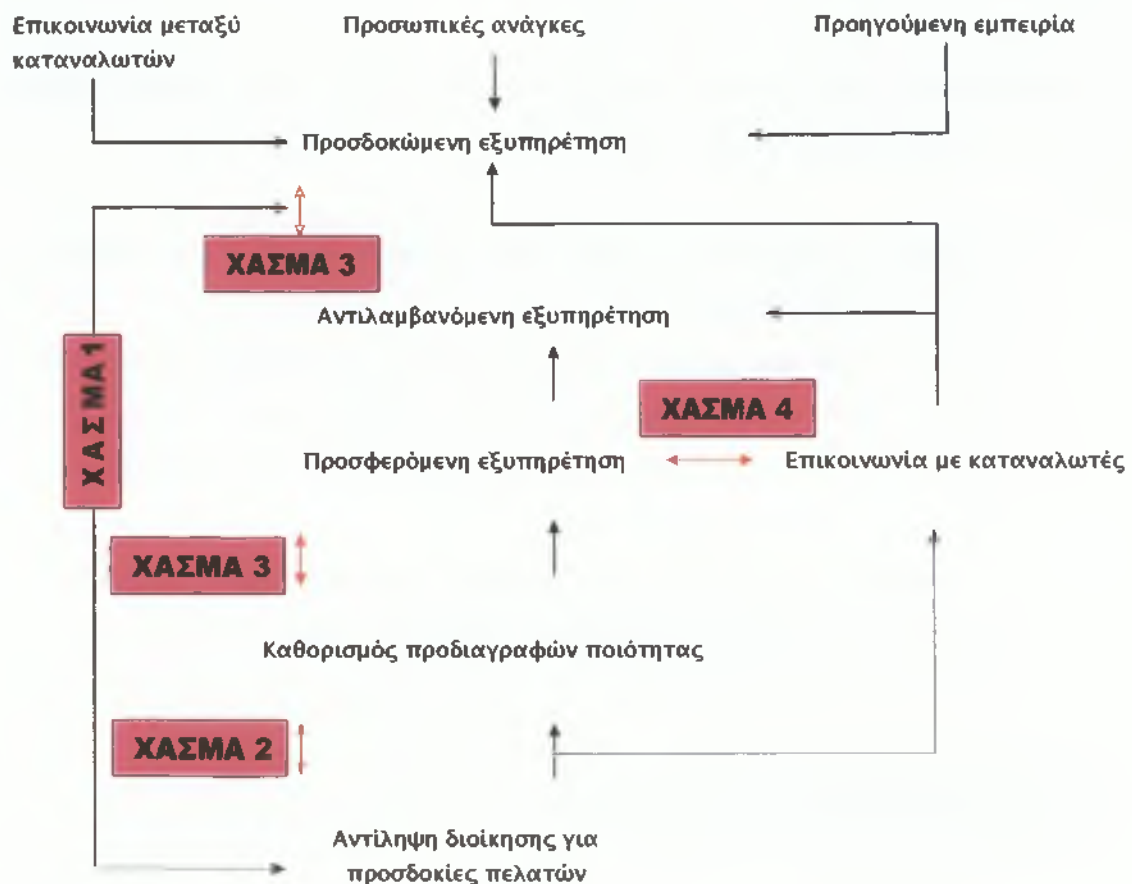 Επικοινωνία μεταξύ
καταναλωτών
Προσωπικές ανάγκες
Προηγούμενη εμπειρία
Προσδοκώμενη εξυπηρέτηση
ΧΑΣΜΑ 3
Αντιλαμβανόμενη εξυπηρέτηση
ΧΑΣΜΑ 1
ΧΑΣΜΑ 4
Προσφερόμενη εξυπηρέτηση
Επικοινωνία με καταναλωτές
ΧΑΣΜΑ 3
Καθορισμός προδιαγραφών ποιότητας
ΧΑΣΜΑ 2
Αντίληψη διοίκησης για
προσδοκίες πελατών